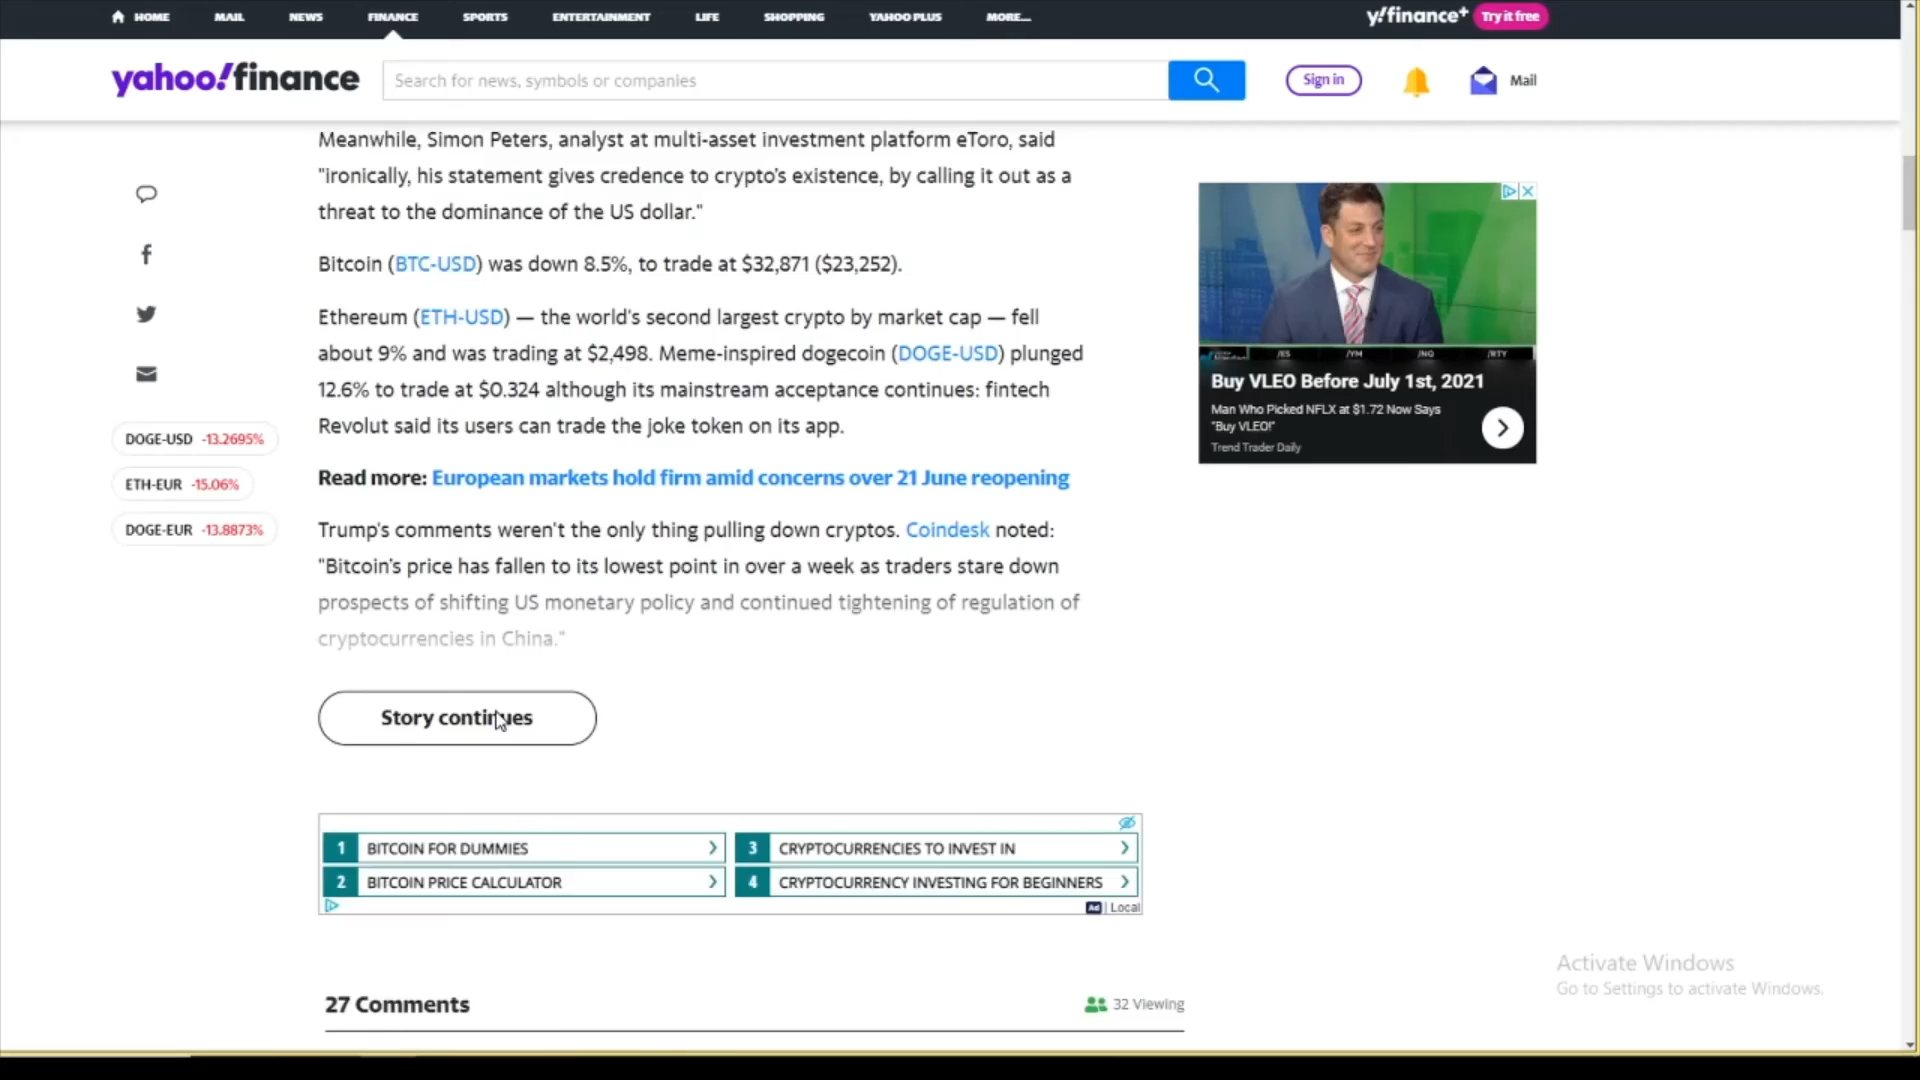 HOME MAIL NEWS FINANCE SPORTS ENTERTAINMENT LIFE SHOPPING YAHOO PLUS MORE... y!finance+ Try it free
yahoo!finance Search for news, symbols or companies Sign in Mail
Meanwhile, Simon Peters, analyst at multi-asset investment platform eToro, said
"ironically, his statement gives credence to crypto's existence, by calling it out as a
threat to the dominance of the US dollar."
Bitcoin (BTC-USD) was down 8.5%, to trade at $32,871 ($23,252).
Ethereum (ETH-USD) — the world's second largest crypto by market cap — fell
about 9% and was trading at $2,498. Meme-inspired dogecoin (DOGE-USD) plunged
12.6% to trade at $0.324 although its mainstream acceptance continues: fintech
Revolut said its users can trade the joke token on its app.
Read more: European markets hold firm amid concerns over 21 June reopening
Trump's comments weren't the only thing pulling down cryptos. Coindesk noted:
"Bitcoin's price has fallen to its lowest point in over a week as traders stare down
prospects of shifting US monetary policy and continued tightening of regulation of
cryptocurrencies in China."
Story continues
DOGE-USD -13.2695%
ETH-EUR -15.06%
DOGE-EUR -13.8873%
/ES /YM /NQ /RTY
Buy VLEO Before July 1st, 2021
Man Who Picked NFLX at $1.72 Now Says
"Buy VLEO!"
Trend Trader Daily
1 BITCOIN FOR DUMMIES
2 BITCOIN PRICE CALCULATOR
3 CRYPTOCURRENCIES TO INVEST IN
4 CRYPTOCURRENCY INVESTING FOR BEGINNERS
Ad | Local
27 Comments
32 Viewing
Activate Windows
Go to Settings to activate Windows.